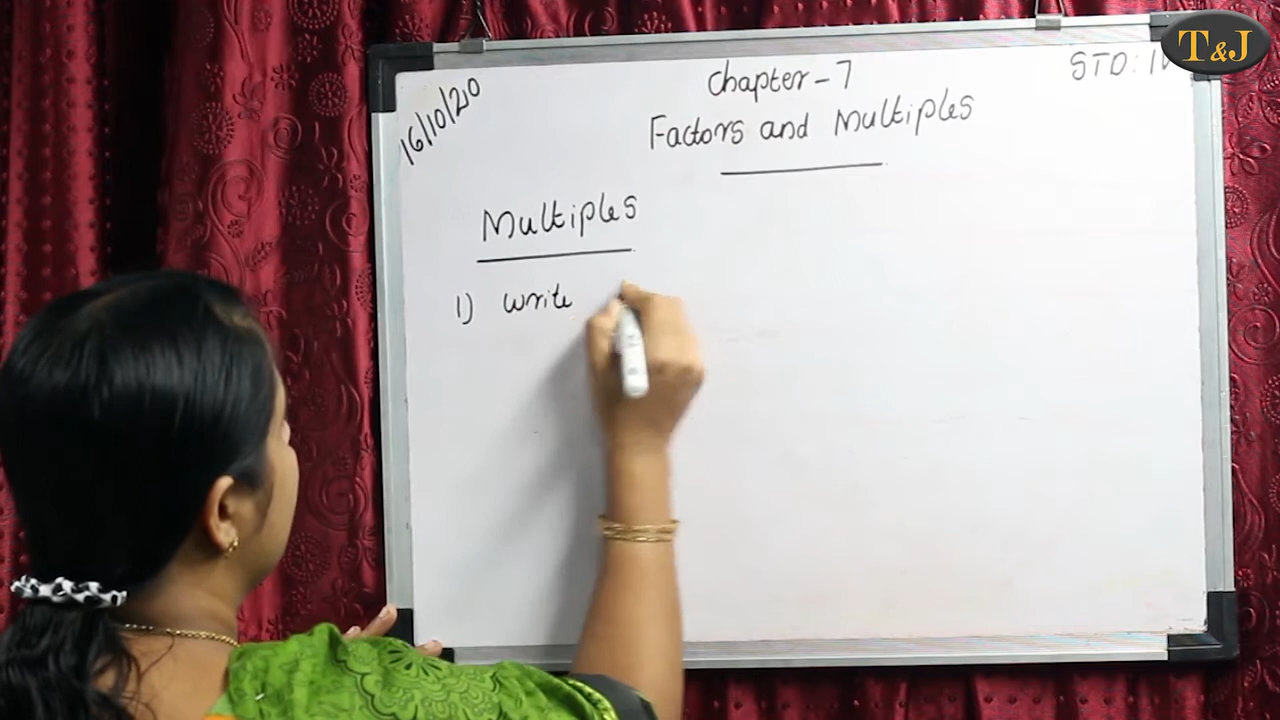 16/10/20
Chapter-7
STD: IV
T&J
Factors and Multiples
Multiples
1) Write